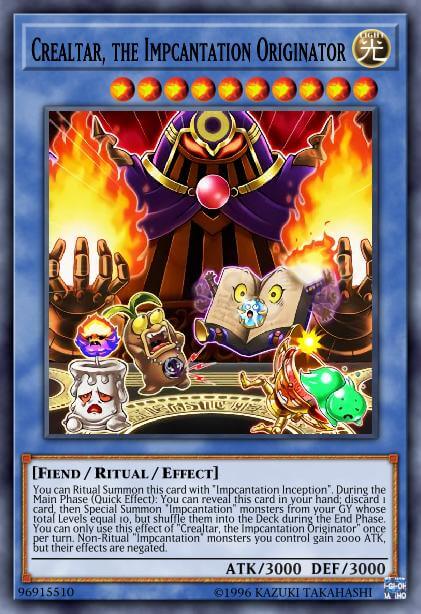 CREALTAR, THE IMPCANTATION ORIGINATOR
LIGHT
光
[FIEND / RITUAL / EFFECT]
You can Ritual Summon this card with "Impcantation Inception". During the
Main Phase (Quick Effect): You can reveal this card in your hand; discard 1
card, then Special Summon "Impcantation" monsters from your GY whose
total Levels equal 10, but shuffle them into the Deck during the End Phase.
You can only use this effect of "Crealtar, the Impcantation Originator" once
per turn. Non-Ritual "Impcantation" monsters you control gain 2000 ATK,
but their effects are negated.
ATK/3000 DEF/3000
96915510 ©1996 KAZUKI TAKAHASHI